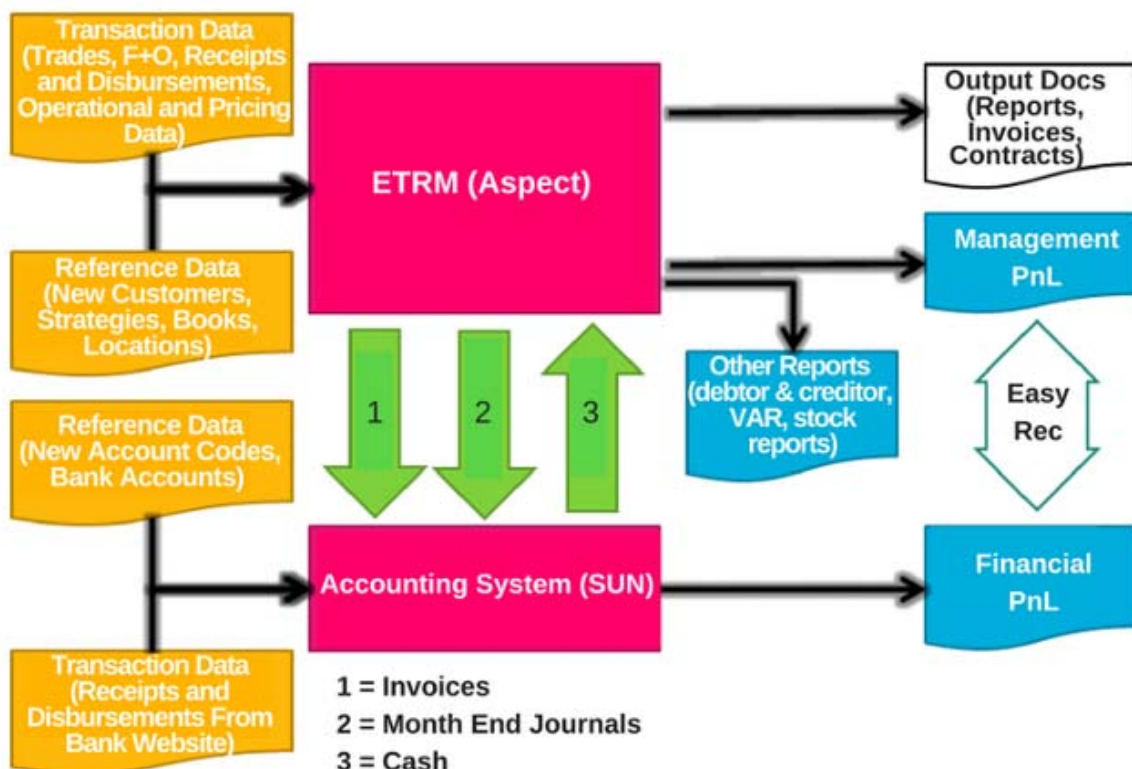 Transaction Data
(Trades, F+O, Receipts
and Disbursements,
Operational and Pricing
Data)
ETRM (Aspect)
Output Docs
(Reports,
Invoices,
Contracts)
Reference Data
(New Customers,
Strategies, Books,
Locations)
Management
PnL
1
2
3
Other Reports
(debtor & creditor,
VAR, stock
reports)
Easy
Rec
Reference Data
(New Account Codes,
Bank Accounts)
Accounting System (SUN)
Financial
PnL
Transaction Data
(Receipts and
Disbursements From
Bank Website)
1 = Invoices
2 = Month End Journals
3 = Cash